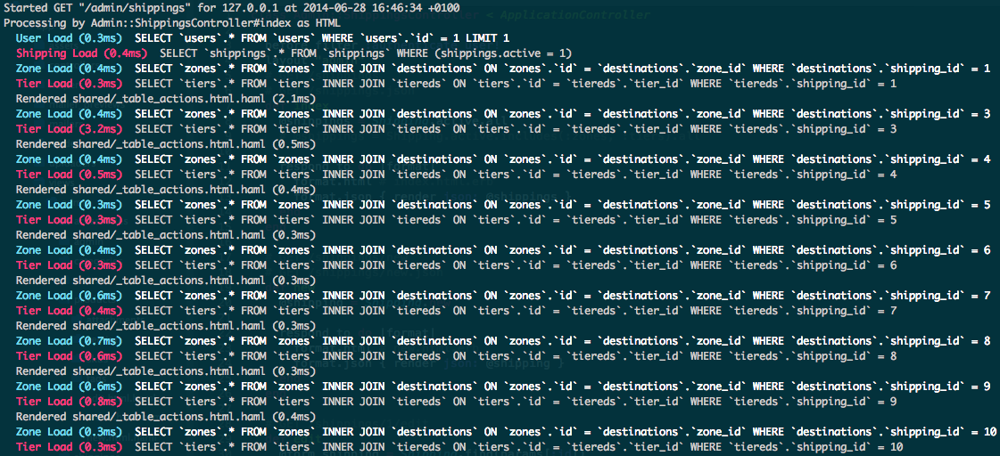 Started GET "/admin/shippings" for 127.0.0.1 at 2014-06-28 16:46:34 +0100
Processing by Admin::ShippingsController#index as HTML
User Load (0.3ms)  SELECT `users`.* FROM `users` WHERE `users`.`id` = 1 LIMIT 1
Shipping Load (0.4ms)  SELECT `shippings`.* FROM `shippings` WHERE (shippings.active = 1)
Zone Load (0.4ms)  SELECT `zones`.* FROM `zones` INNER JOIN `destinations` ON `zones`.`id` = `destinations`.`zone_id` WHERE `destinations`.`shipping_id` = 1
Tier Load (0.3ms)  SELECT `tiers`.* FROM `tiers` INNER JOIN `tiereds` ON `tiers`.`id` = `tiereds`.`tier_id` WHERE `tiereds`.`shipping_id` = 1
Rendered shared/_table_actions.html.haml (2.1ms)
Zone Load (0.4ms)  SELECT `zones`.* FROM `zones` INNER JOIN `destinations` ON `zones`.`id` = `destinations`.`zone_id` WHERE `destinations`.`shipping_id` = 3
Tier Load (3.2ms)  SELECT `tiers`.* FROM `tiers` INNER JOIN `tiereds` ON `tiers`.`id` = `tiereds`.`tier_id` WHERE `tiereds`.`shipping_id` = 3
Rendered shared/_table_actions.html.haml (0.5ms)
Zone Load (0.4ms)  SELECT `zones`.* FROM `zones` INNER JOIN `destinations` ON `zones`.`id` = `destinations`.`zone_id` WHERE `destinations`.`shipping_id` = 4
Tier Load (0.5ms)  SELECT `tiers`.* FROM `tiers` INNER JOIN `tiereds` ON `tiers`.`id` = `tiereds`.`tier_id` WHERE `tiereds`.`shipping_id` = 4
Rendered shared/_table_actions.html.haml (0.4ms)
Zone Load (0.3ms)  SELECT `zones`.* FROM `zones` INNER JOIN `destinations` ON `zones`.`id` = `destinations`.`zone_id` WHERE `destinations`.`shipping_id` = 5
Tier Load (0.3ms)  SELECT `tiers`.* FROM `tiers` INNER JOIN `tiereds` ON `tiers`.`id` = `tiereds`.`tier_id` WHERE `tiereds`.`shipping_id` = 5
Rendered shared/_table_actions.html.haml (0.3ms)
Zone Load (0.4ms)  SELECT `zones`.* FROM `zones` INNER JOIN `destinations` ON `zones`.`id` = `destinations`.`zone_id` WHERE `destinations`.`shipping_id` = 6
Tier Load (0.3ms)  SELECT `tiers`.* FROM `tiers` INNER JOIN `tiereds` ON `tiers`.`id` = `tiereds`.`tier_id` WHERE `tiereds`.`shipping_id` = 6
Rendered shared/_table_actions.html.haml (0.3ms)
Zone Load (0.6ms)  SELECT `zones`.* FROM `zones` INNER JOIN `destinations` ON `zones`.`id` = `destinations`.`zone_id` WHERE `destinations`.`shipping_id` = 7
Tier Load (0.4ms)  SELECT `tiers`.* FROM `tiers` INNER JOIN `tiereds` ON `tiers`.`id` = `tiereds`.`tier_id` WHERE `tiereds`.`shipping_id` = 7
Rendered shared/_table_actions.html.haml (0.3ms)
Zone Load (0.7ms)  SELECT `zones`.* FROM `zones` INNER JOIN `destinations` ON `zones`.`id` = `destinations`.`zone_id` WHERE `destinations`.`shipping_id` = 8
Tier Load (0.6ms)  SELECT `tiers`.* FROM `tiers` INNER JOIN `tiereds` ON `tiers`.`id` = `tiereds`.`tier_id` WHERE `tiereds`.`shipping_id` = 8
Rendered shared/_table_actions.html.haml (0.3ms)
Zone Load (0.6ms)  SELECT `zones`.* FROM `zones` INNER JOIN `destinations` ON `zones`.`id` = `destinations`.`zone_id` WHERE `destinations`.`shipping_id` = 9
Tier Load (0.8ms)  SELECT `tiers`.* FROM `tiers` INNER JOIN `tiereds` ON `tiers`.`id` = `tiereds`.`tier_id` WHERE `tiereds`.`shipping_id` = 9
Rendered shared/_table_actions.html.haml (0.4ms)
Zone Load (0.3ms)  SELECT `zones`.* FROM `zones` INNER JOIN `destinations` ON `zones`.`id` = `destinations`.`zone_id` WHERE `destinations`.`shipping_id` = 10
Tier Load (0.3ms)  SELECT `tiers`.* FROM `tiers` INNER JOIN `tiereds` ON `tiers`.`id` = `tiereds`.`tier_id` WHERE `tiereds`.`shipping_id` = 10